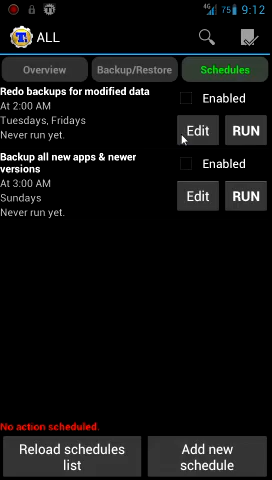 4G 75 9:12
ALL
Overview Backup/Restore Schedules
Redo backups for modified data
At 2:00 AM
Tuesdays, Fridays
Never run yet.
Enabled
Edit RUN
Backup all new apps & newer
versions
At 3:00 AM
Sundays
Never run yet.
Enabled
Edit RUN
No action scheduled.
Reload schedules
list
Add new
schedule